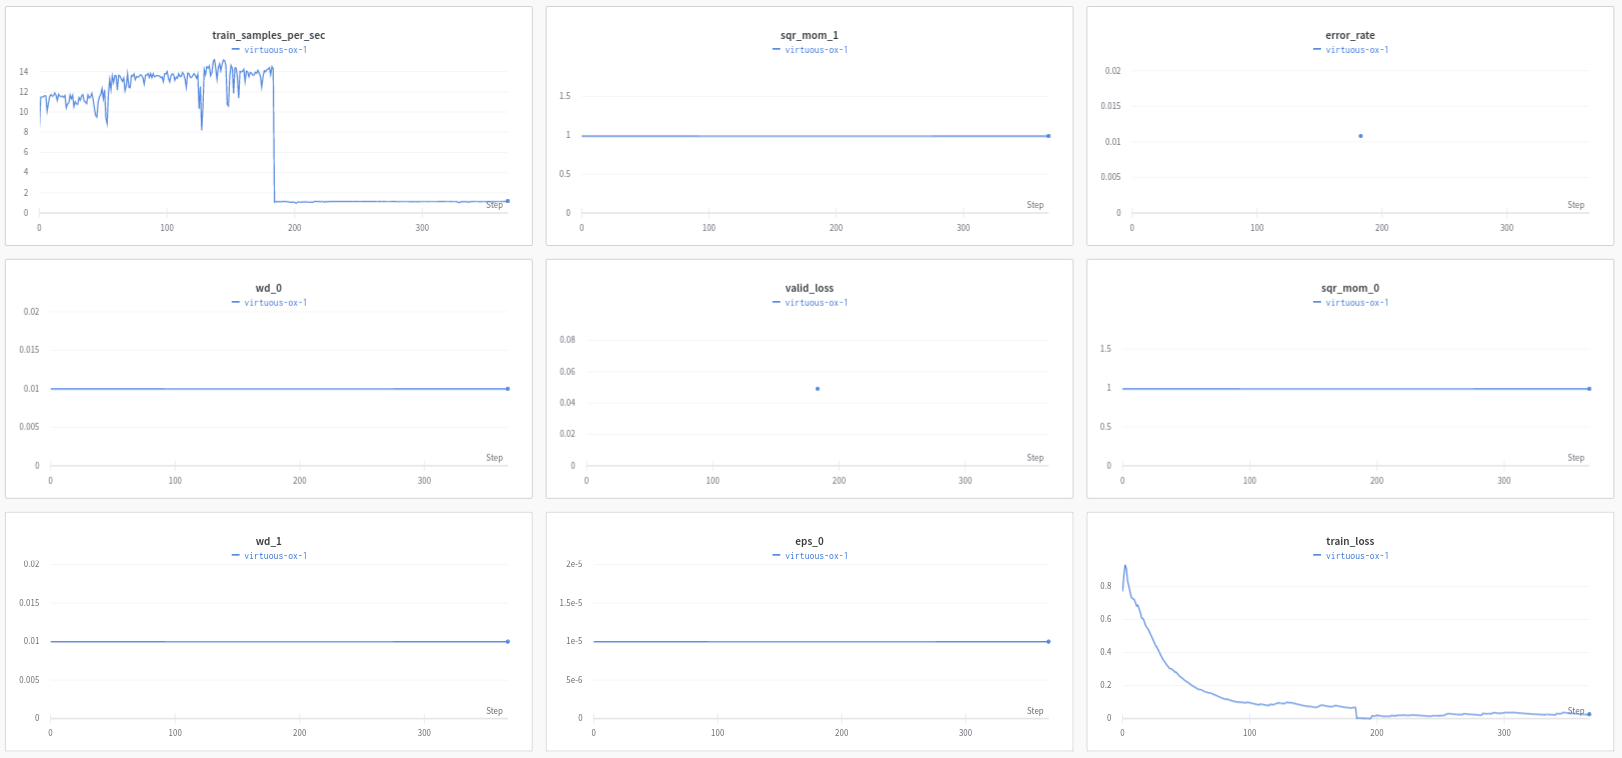 train_samples_per_sec
virtuous-ox-1
14
12
10
8
6
4
2
0
Step
0 100 200 300
sqr_mom_1
virtuous-ox-1
1.5
1
0.5
0
Step
0 100 200 300
error_rate
virtuous-ox-1
0.02
0.015
0.01
0.005
0
Step
0 100 200 300
wd_0
virtuous-ox-1
0.02
0.015
0.01
0.005
0
Step
0 100 200 300
valid_loss
virtuous-ox-1
0.08
0.06
0.04
0.02
0
Step
0 100 200 300
sqr_mom_0
virtuous-ox-1
1.5
1
0.5
0
Step
0 100 200 300
wd_1
virtuous-ox-1
0.02
0.015
0.01
0.005
0
Step
0 100 200 300
eps_0
virtuous-ox-1
2e-5
1.5e-5
1e-5
5e-6
0
Step
0 100 200 300
train_loss
virtuous-ox-1
0.8
0.6
0.4
0.2
0
Step
0 100 200 300